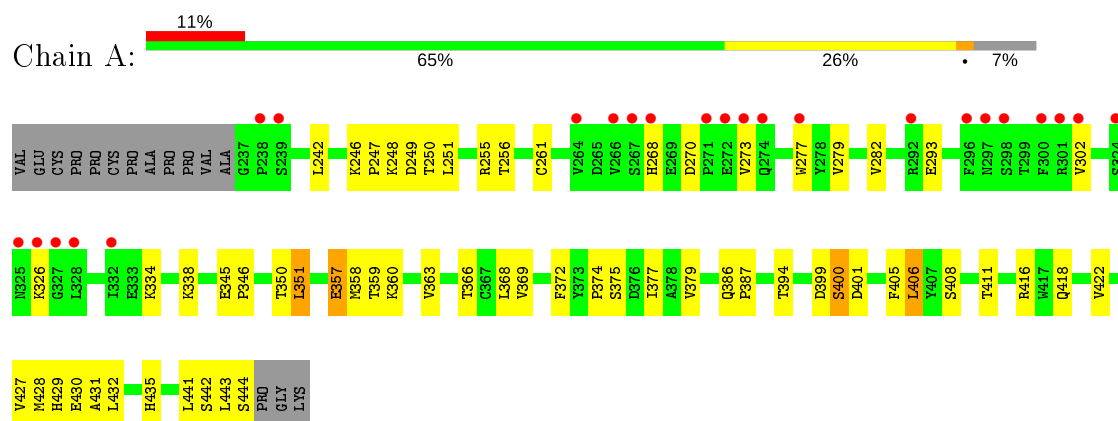 11%
Chain A:
65% 26% • 7%
VAL GLU CYS PRO PRO CYS PRO ALA PRO PRO VAL ALA G237 P238 S239 L242 K246 P247 K248 D249 T250 L251 R255 T256 C261 V264 D265 V266 S267 H268 E269 D270 P271 E272 V273 Q274 W277 Y278 V279 V282 R292 E293 F296 N297 S298 T299 F300 R301 V302
N325 K326 G327 L328 I332 E333 K334 K338 E345 P346 T350 L351 E357 M358 T359 K360 V363 T366 C367 L368 V369 F372 Y373 P374 S375 D376 I377 A378 V379 Q386 P387 T394 D399 S400 D401 F405 L406 Y407 S408 T411 R416 W417 Q418 V422
V427 M428 H429 E430 A431 L432 H435 L441 S442 L443 S444 PRO GLY LYS